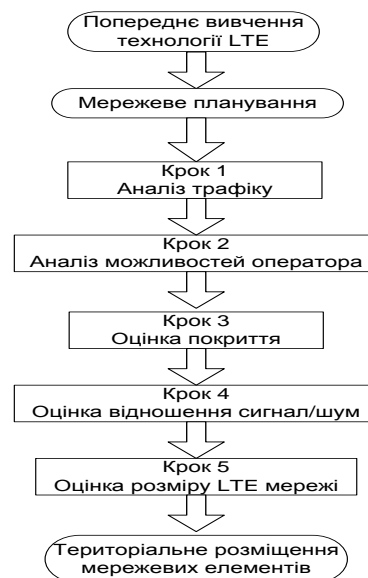 Попереднє вивчення
технології LTE
Мережеве планування
Крок 1
Аналіз трафіку
Крок 2
Аналіз можливостей оператора
Крок 3
Оцінка покриття
Крок 4
Оцінка відношення сигнал/шум
Крок 5
Оцінка розміру LTE мережі
Територіальне розміщення
мережевих елементів